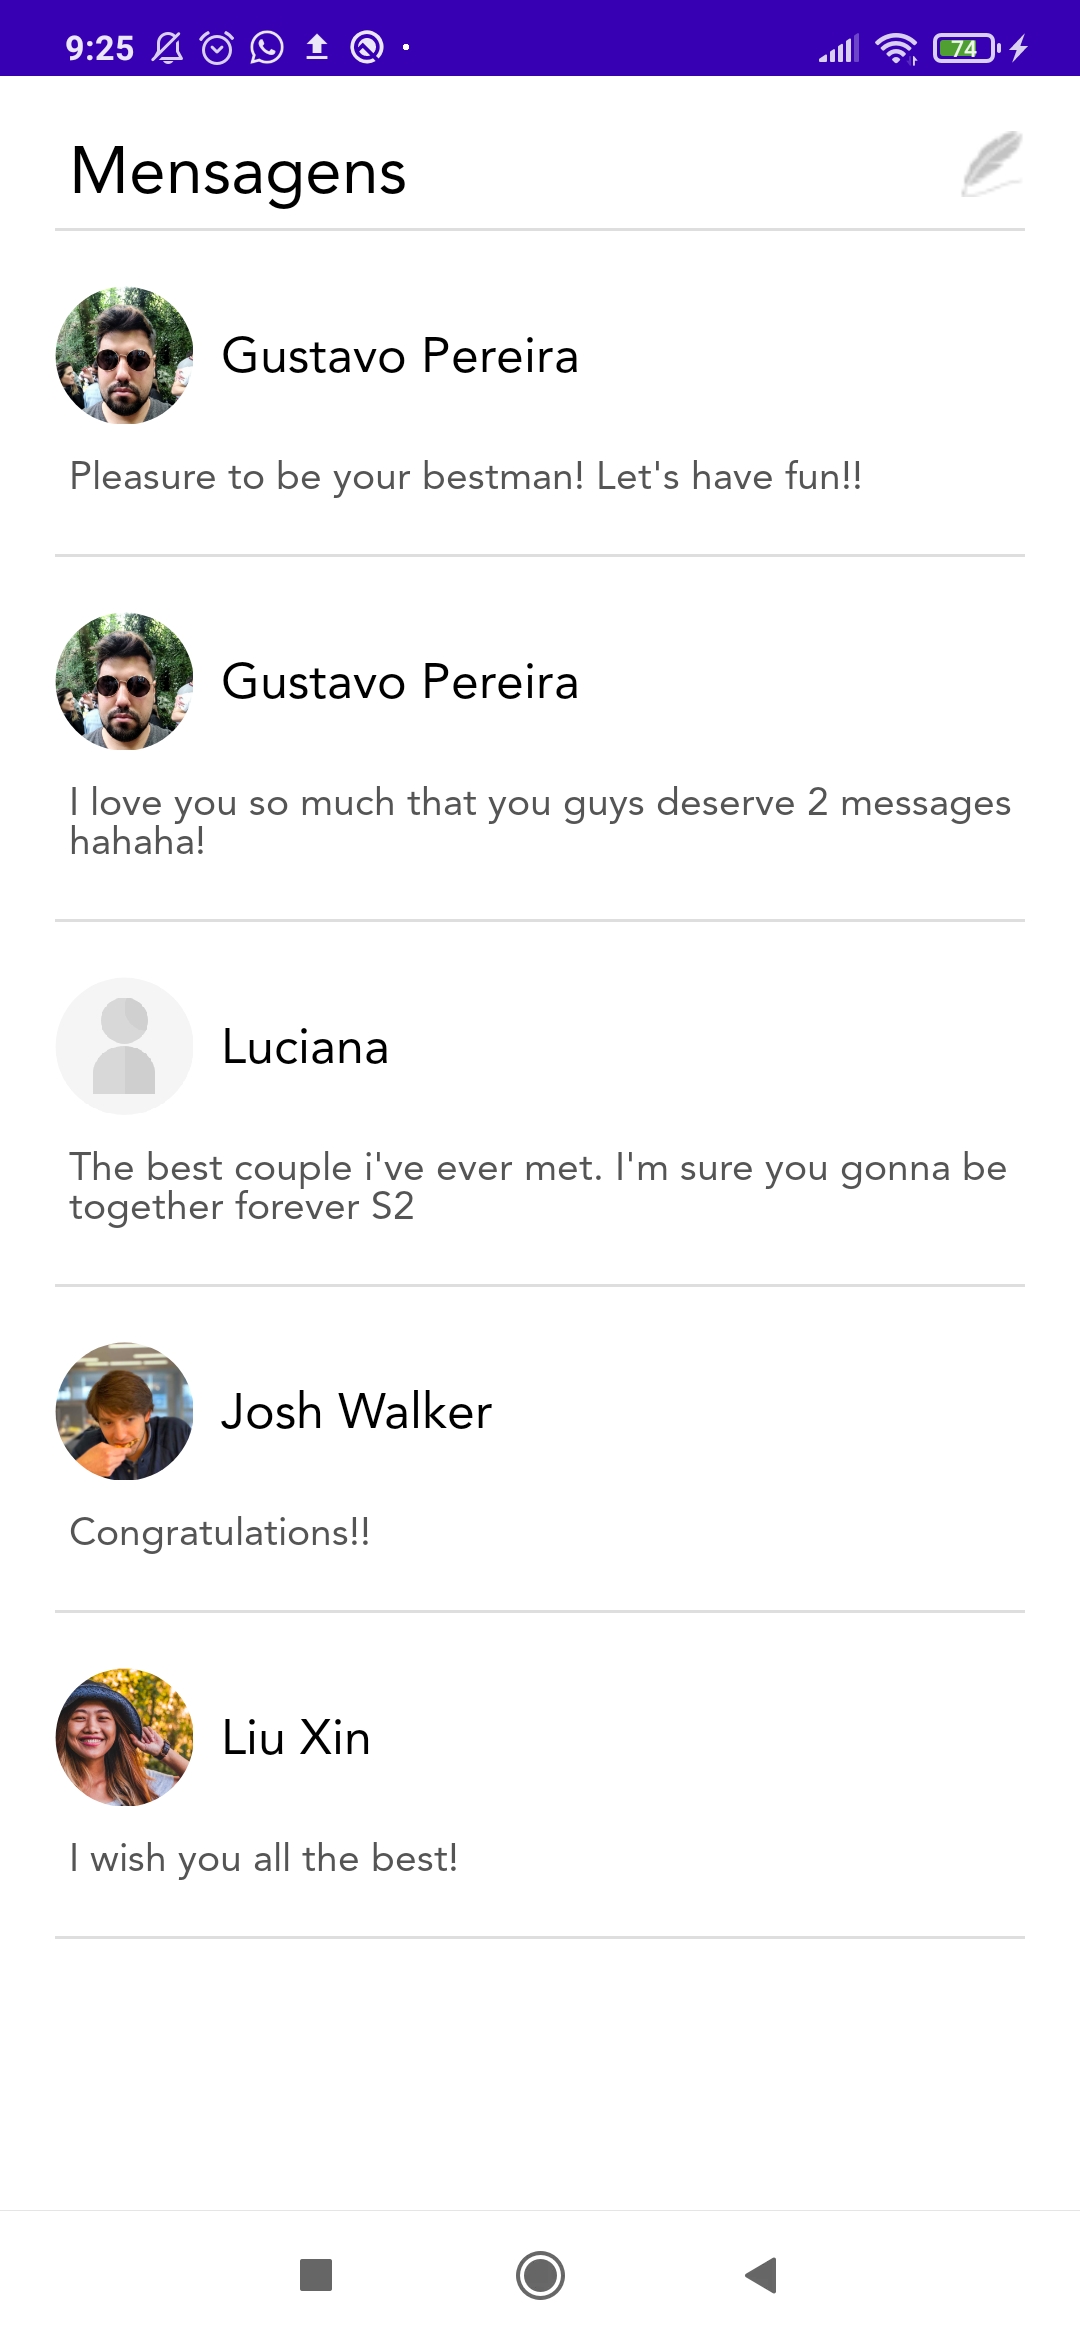 9:25
74
Mensagens
Gustavo Pereira
Pleasure to be your bestman! Let's have fun!!
Gustavo Pereira
I love you so much that you guys deserve 2 messages
hahaha!
Luciana
The best couple i've ever met. I'm sure you gonna be
together forever S2
Josh Walker
Congratulations!!
Liu Xin
I wish you all the best!